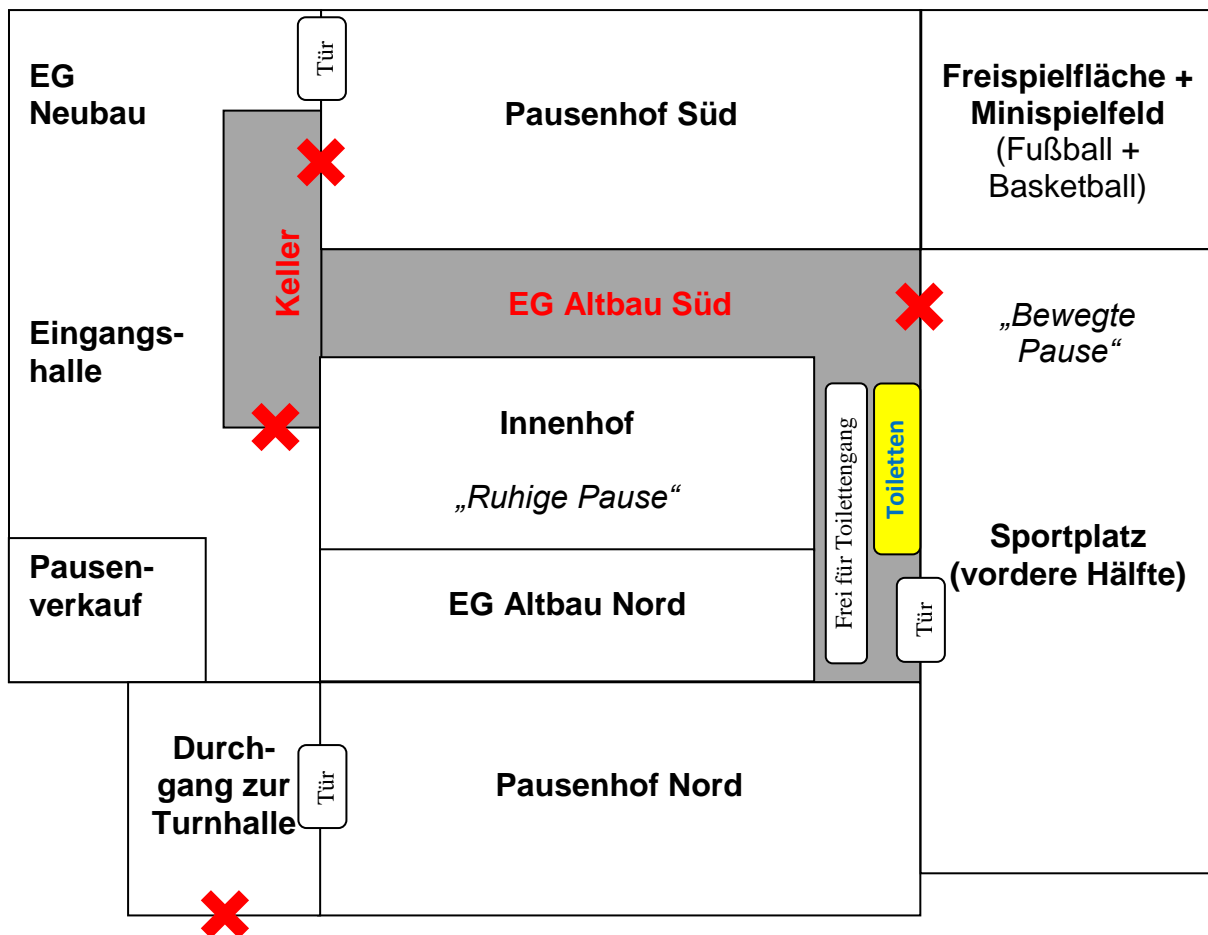 EG
Neubau
Tür
Pausenhof Süd
Freispielfläche +
Minispielfeld
(Fußball +
Basketball)
Keller
EG Altbau Süd
„Bewegte
Pause“
Eingangs-
halle
Innenhof
„Ruhige Pause“
Frei für Toilettengang
Toiletten
Sportplatz
(vordere Hälfte)
Pausen-
verkauf
EG Altbau Nord
Tür
Durch-
gang zur
Turnhalle
Tür
Pausenhof Nord